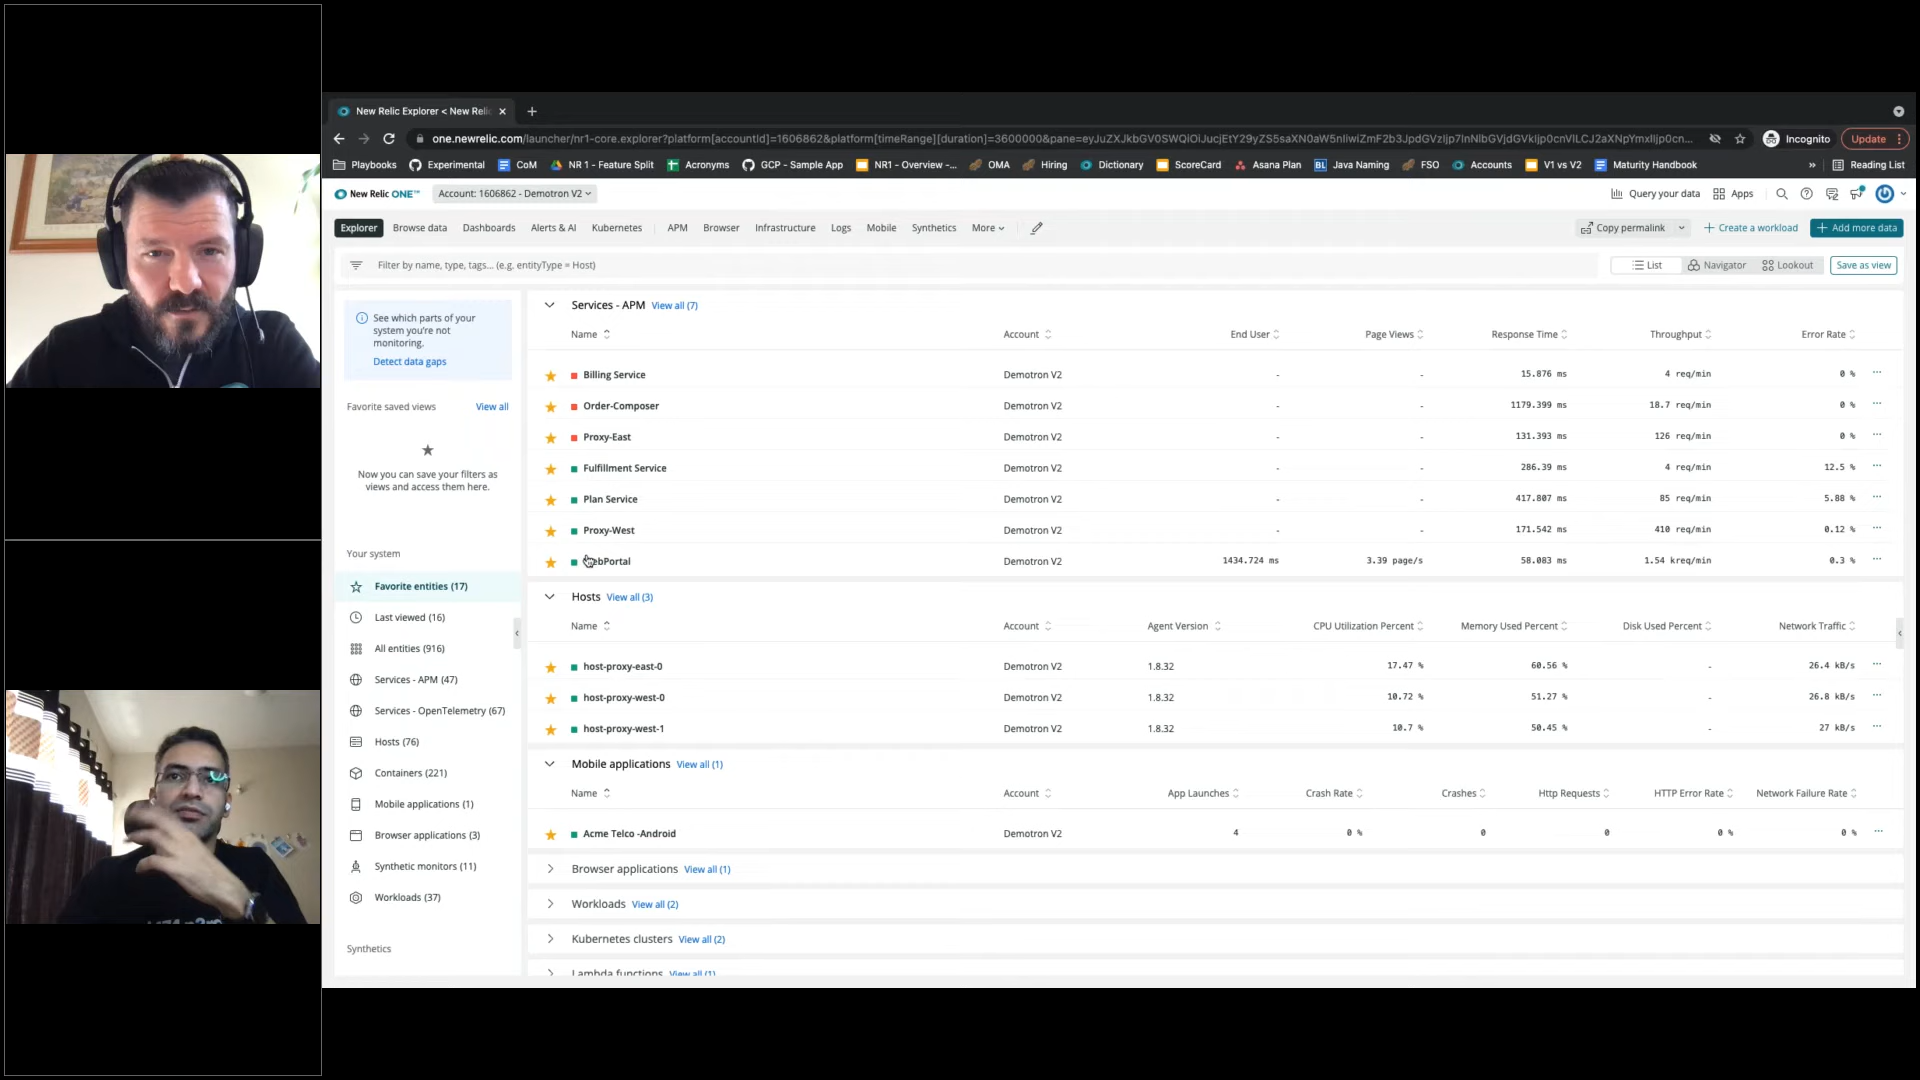 New Relic Explorer < New Reli
one.newrelic.com/launcher/nr1-core.explorer?platform[accountId]=1606862&platform[timeRange][duration]=3600000&pane=
Incognito
Update
Playbooks
Experimental
CoM
NR 1 - Feature Split
Acronyms
GCP - Sample App
NR1 - Overview -...
OMA
Hiring
Dictionary
ScoreCard
Asana Plan
BL Java Naming
FSO
Accounts
V1 vs V2
Maturity Handbook
»
Reading List
New Relic ONE™
Account: 1606862 - Demotron V2
Query your data
Apps
Explorer
Browse data
Dashboards
Alerts & AI
Kubernetes
APM
Browser
Infrastructure
Logs
Mobile
Synthetics
More
Copy permalink
+ Create a workload
+ Add more data
Filter by name, type, tags... (e.g. entityType = Host)
List
Navigator
Lookout
Save as view
See which parts of your
system you're not
monitoring.
Detect data gaps
Favorite saved views View all
Now you can save your filters as
views and access them here.
Your system
Favorite entities (17)
Last viewed (16)
All entities (916)
Services - APM (47)
Services - OpenTelemetry (67)
Hosts (76)
Containers (221)
Mobile applications (1)
Browser applications (3)
Synthetic monitors (11)
Workloads (37)
Synthetics
Services - APM View all (7)
Name Account End User Page Views Response Time Throughput Error Rate
Billing Service Demotron V2 - - 15.876 ms 4 req/min 0 % ...
Order-Composer Demotron V2 - - 1179.399 ms 18.7 req/min 0 % ...
Proxy-East Demotron V2 - - 131.393 ms 126 req/min 0 % ...
Fulfillment Service Demotron V2 - - 286.39 ms 4 req/min 12.5 % ...
Plan Service Demotron V2 - - 417.807 ms 85 req/min 5.88 % ...
Proxy-West Demotron V2 - - 171.542 ms 410 req/min 0.12 % ...
ebPortal Demotron V2 1434.724 ms 3.39 page/s 58.083 ms 1.54 kreq/min 0.3 % ...
Hosts View all (3)
Name Account Agent Version CPU Utilization Percent Memory Used Percent Disk Used Percent Network Traffic
host-proxy-east-0 Demotron V2 1.8.32 17.47 % 60.56 % - 26.4 kB/s ...
host-proxy-west-0 Demotron V2 1.8.32 10.72 % 51.27 % - 26.8 kB/s ...
host-proxy-west-1 Demotron V2 1.8.32 10.7 % 50.45 % - 27 kB/s ...
Mobile applications View all (1)
Name Account App Launches Crash Rate Crashes Http Requests HTTP Error Rate Network Failure Rate
Acme Telco -Android Demotron V2 4 0 % 0 0 0 % 0 % ...
Browser applications View all (1)
Workloads View all (2)
Kubernetes clusters View all (2)
Lambda functions View all (1)